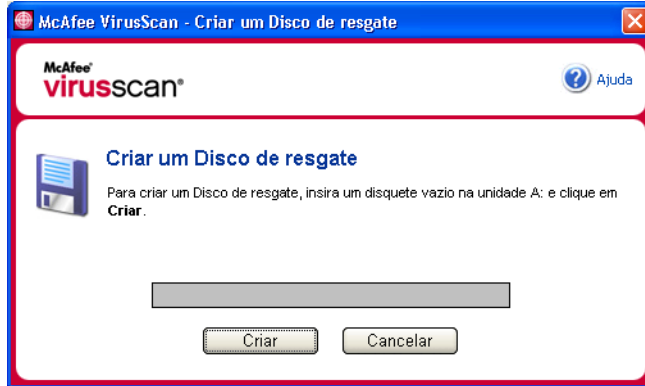 McAfee VirusScan - Criar um Disco de resgate
McAfee®
virusscan®
Ajuda
Criar um Disco de resgate
Para criar um Disco de resgate, insira um disquete vazio na unidade A: e clique em
Criar.
Criar
Cancelar